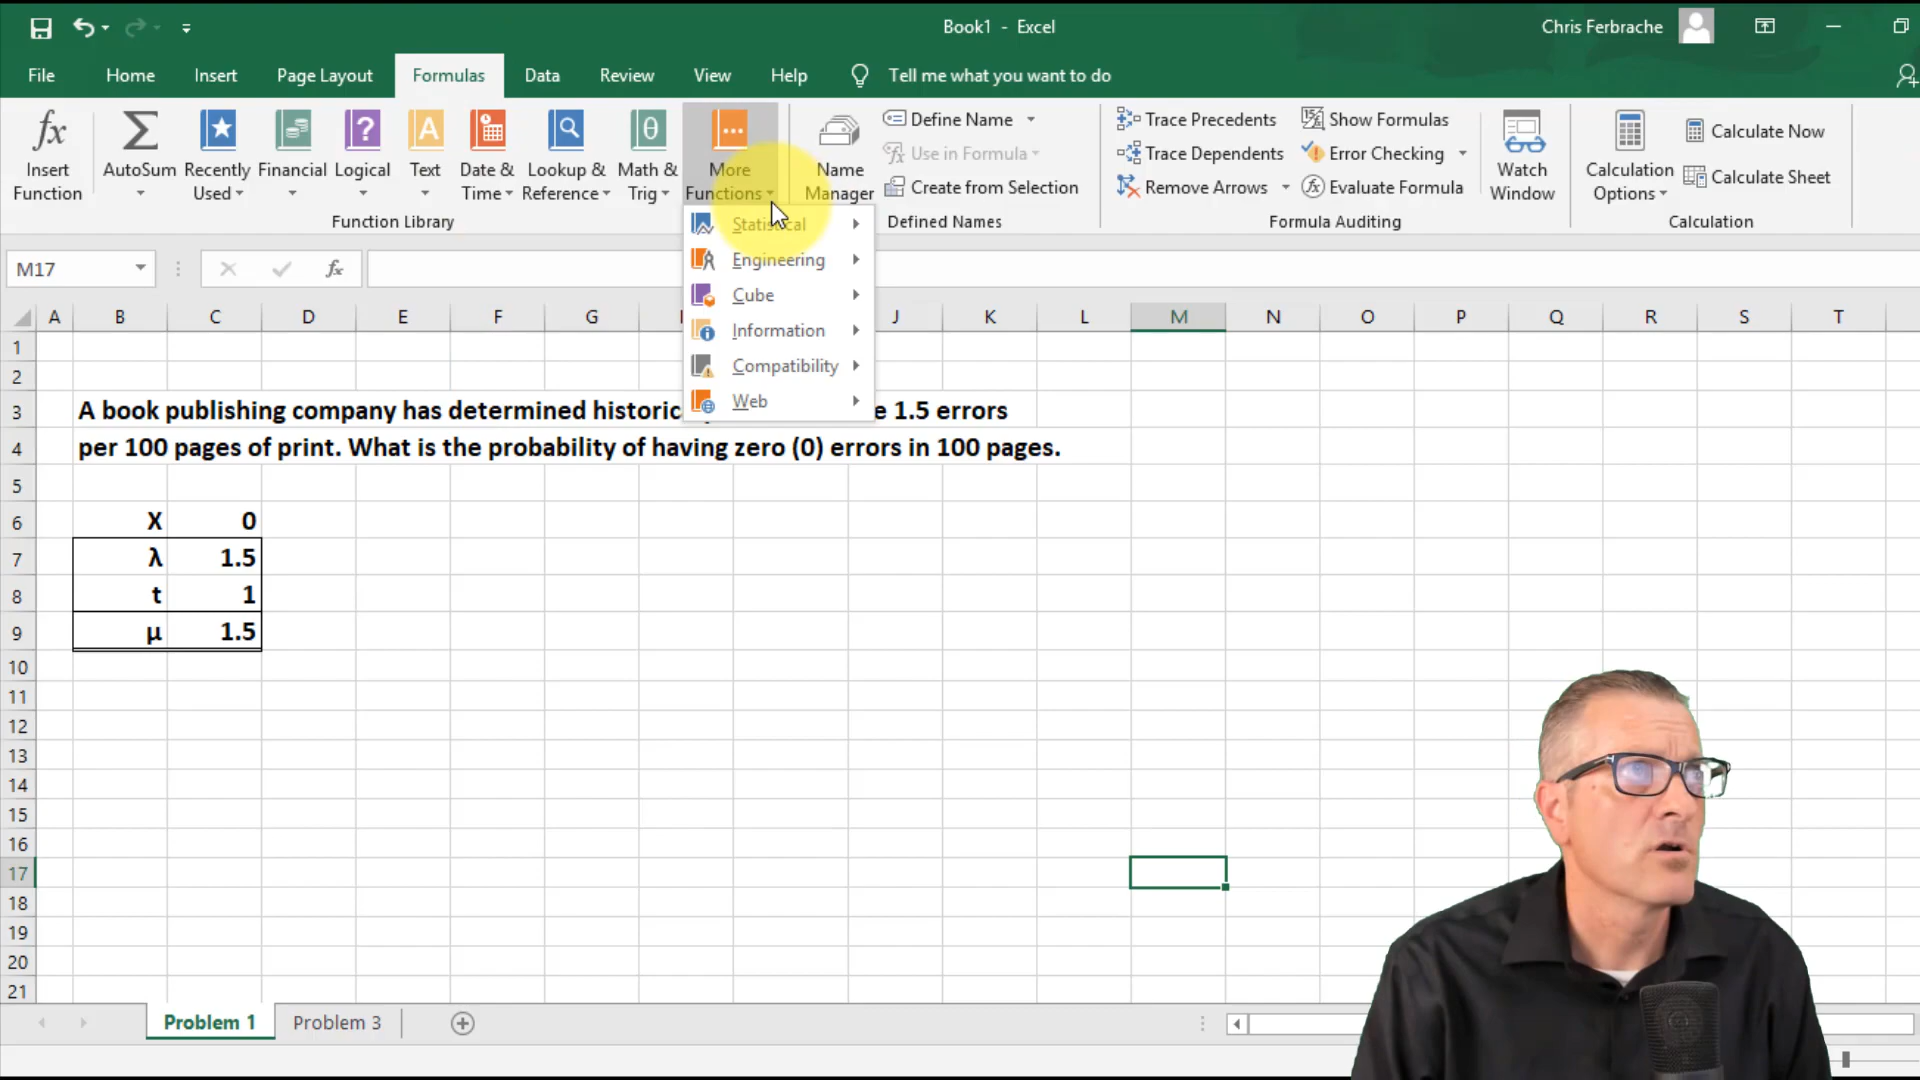 Book1 - Excel
Chris Ferbrache
File Home Insert Page Layout Formulas Data Review View Help Tell me what you want to do
fx Insert Function
Σ AutoSum
Recently Used
Financial
? Logical
A Text
Date & Time
Lookup & Reference
θ Math & Trig
More Functions
Name Manager
Define Name
Use in Formula
Create from Selection
Trace Precedents
Trace Dependents
Remove Arrows
Show Formulas
Error Checking
Evaluate Formula
Watch Window
Calculation Options
Calculate Now
Calculate Sheet
Function Library
Defined Names
Formula Auditing
Calculation
Statistical
Engineering
Cube
Information
Compatibility
Web
M17 fx
A B C D E F G J K L M N O P Q R S T
1
2
3 A book publishing company has determined historic 1.5 errors
4 per 100 pages of print. What is the probability of having zero (0) errors in 100 pages.
5
6 X 0
7 λ 1.5
8 t 1
9 μ 1.5
10
11
12
13
14
15
16
17
18
19
20
21
Problem 1 Problem 3